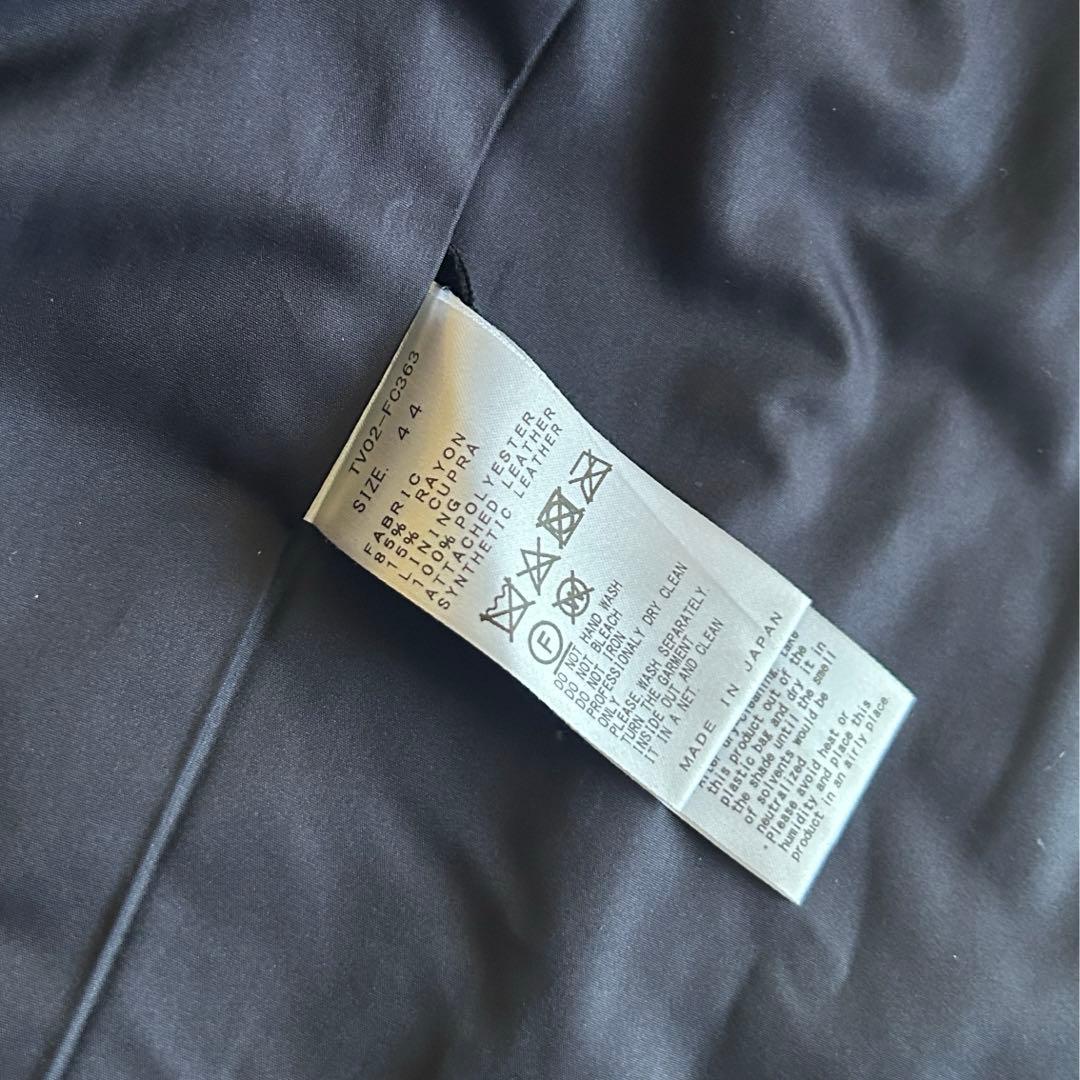 TV02-FC363
SIZE. 44
FABRIC
85% RAYON
15% CUPRA
LINING
100% POLYESTER
ATTACHED LEATHER
SYNTHETIC LEATHER
F
DO NOT HAND WASH
DO NOT BLEACH
DO NOT IRON
PROFESSIONALY DRY CLEAN
ONLY
PLEASE WASH SEPARATELY
TURN THE GARMENT
INSIDE OUT AND CLEAN
IT IN A NET.
MADE IN JAPAN
this product out of the
plastic bag and dry it in
the shade until the smell
of solvents would be
neutralized
・Please avoid heat or
humidity and place this
product in an airly place.